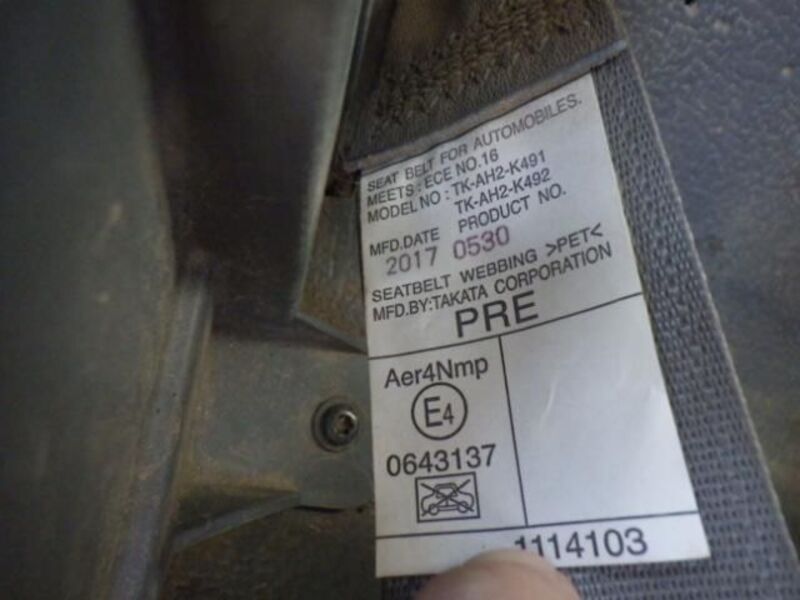 SEAT BELT FOR AUTOMOBILES.
MEETS : ECE NO.16
MODEL NO : TK-AH2-K491
TK-AH2-K492
MFD.DATE PRODUCT NO.
2017 0530
SEATBELT WEBBING >PET<
MFD.BY:TAKATA CORPORATION
PRE
Aer4Nmp
E4
0643137
1114103